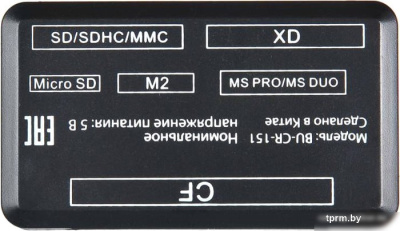 SD/SDHC/MMC
XD
Micro SD
M2
MS PRO/MS DUO
Модель: BU-CR-151
Сделано в Китае
Номинальное
напряжение питания: 5 В
EAC
CF
tprm.by